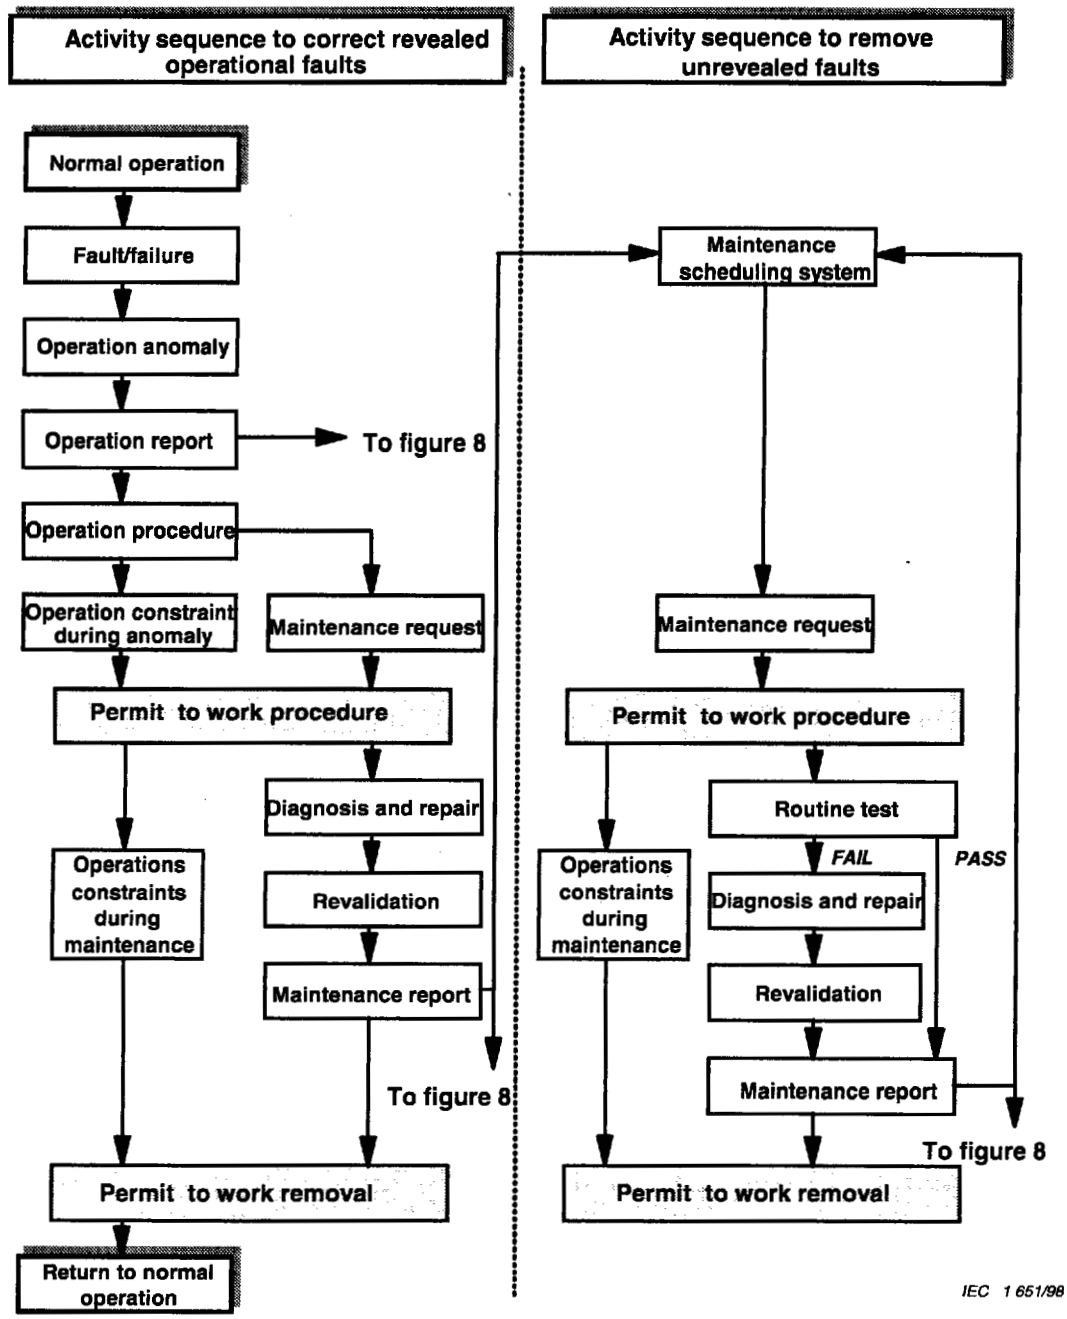 Activity sequence to correct revealed
operational faults
Activity sequence to remove
unrevealed faults
Normal operation
Fault/failure
Operation anomaly
Operation report
To figure 8
Operation procedure
Operation constraint
during anomaly
Maintenance request
Permit to work procedure
Diagnosis and repair
Operations
constraints
during
maintenance
Revalidation
Maintenance report
To figure 8
Permit to work removal
Return to normal
operation
Maintenance
scheduling system
Maintenance request
Permit to work procedure
Routine test
FAIL
PASS
Operations
constraints
during
maintenance
Diagnosis and repair
Revalidation
Maintenance report
To figure 8
Permit to work removal
IEC 1 651/98